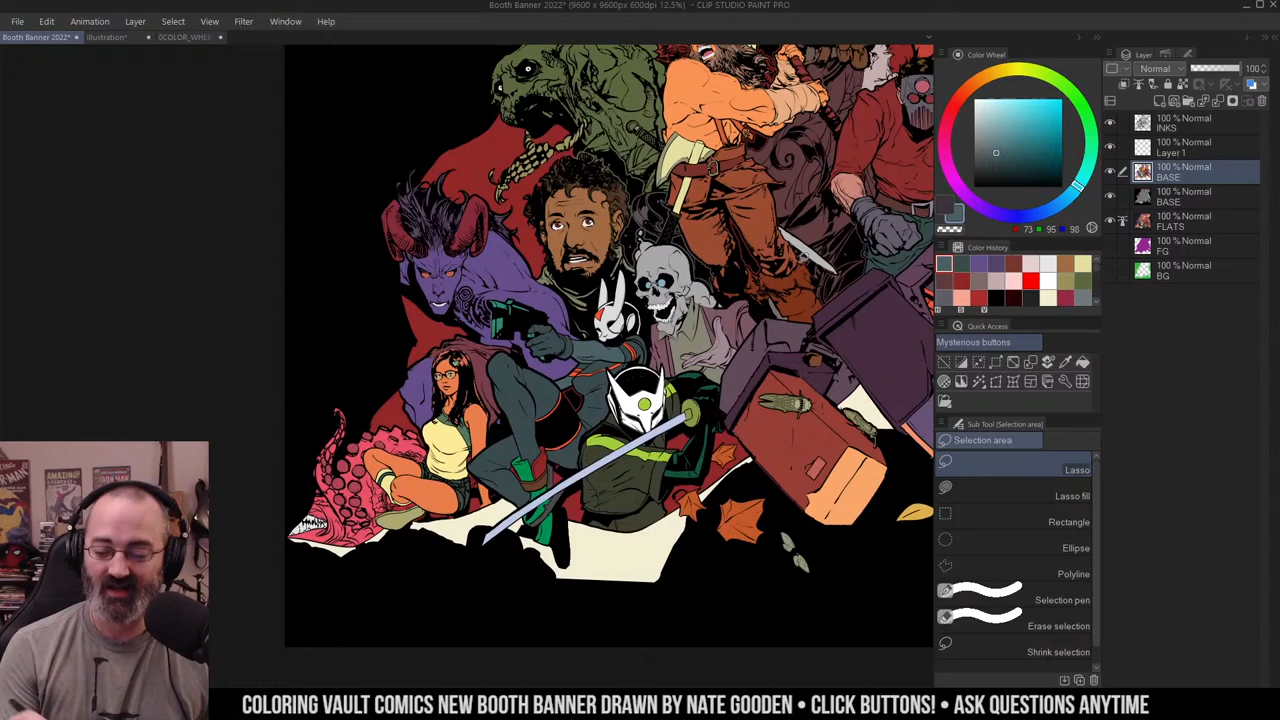 Booth Banner 2022* (9600 x 9600px 600dpi 12.5%) - CLIP STUDIO PAINT PRO
File Edit Animation Layer Select View Filter Window Help
Booth Banner 2022* Illustration* 0COLOR_WHE
Color Wheel
73 95 98
Color History
H S V
Quick Access
Mysterious buttons
Sub Tool [Selection area]
Selection area
Lasso
Lasso fill
Rectangle
Ellipse
Polyline
Selection pen
Erase selection
Shrink selection
Layer
Normal 100
100 % Normal
INKS
100 % Normal
Layer 1
100 % Normal
BASE
100 % Normal
BASE
100 % Normal
FLATS
100 % Normal
FG
100 % Normal
BG
COLORING VAULT COMICS NEW BOOTH BANNER DRAWN BY NATE GOODEN • CLICK BUTTONS! • ASK QUESTIONS ANYTIME